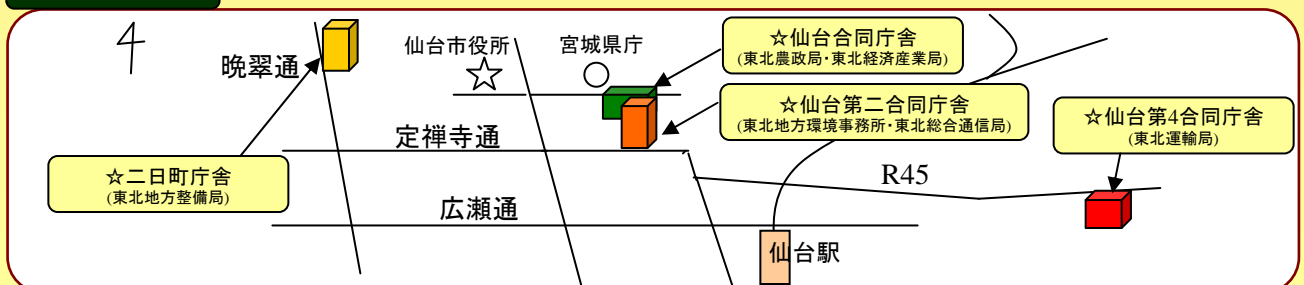 仙台市役所
宮城県庁
☆仙台合同庁舎
(東北農政局・東北経済産業局)
晩翠通
☆仙台第二合同庁舎
(東北地方環境事務所・東北総合通信局)
☆仙台第4合同庁舎
(東北運輸局)
定禅寺通
☆二日町庁舎
(東北地方整備局)
R45
広瀬通
仙台駅